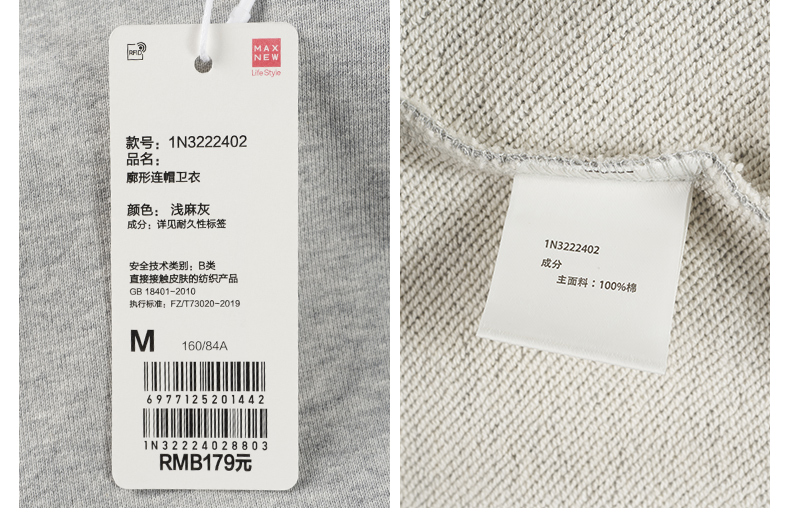 RFID
MAX
NEW
Life Style
款号：1N3222402
品名：
廓形连帽卫衣
颜色：浅麻灰
成分：详见耐久性标签
安全技术类别：B类
直接接触皮肤的纺织产品
GB 18401-2010
执行标准：FZ/T73020-2019
M 160/84A
6977125201442
1N32224028803
RMB179元
1N3222402
成分
主面料：100%棉